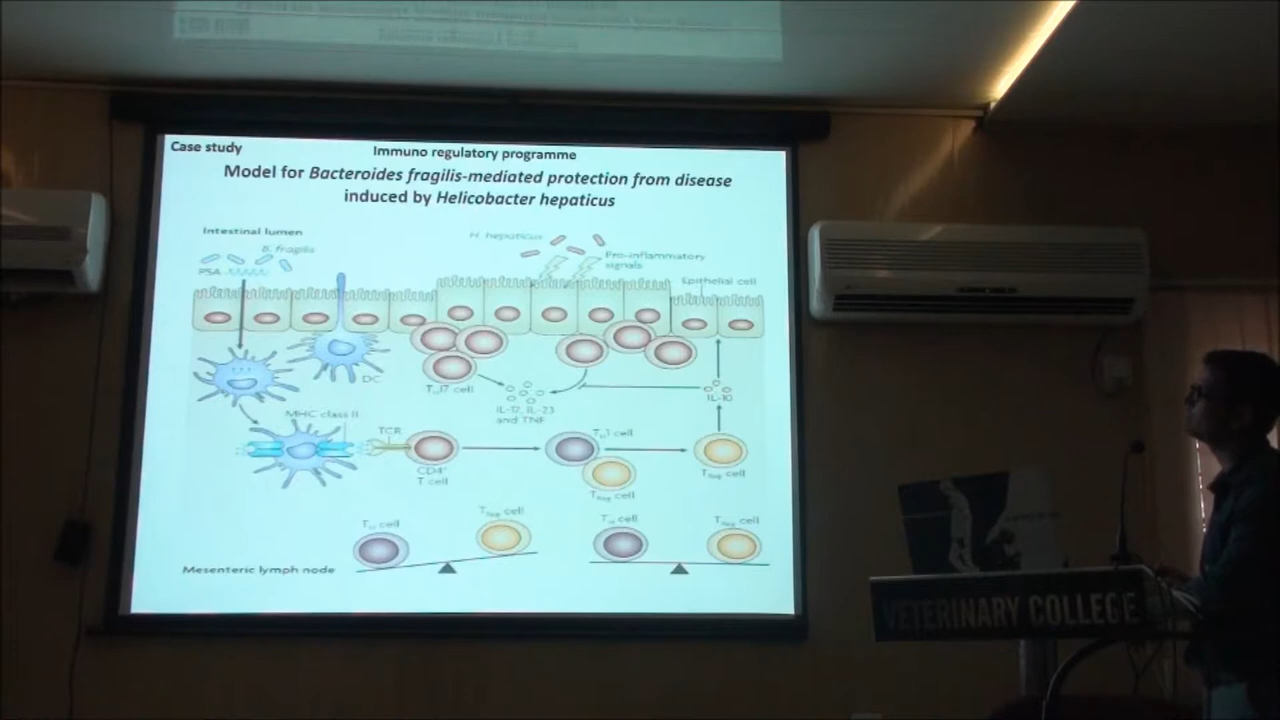 Case study
Immuno regulatory programme
Model for Bacteroides fragilis-mediated protection from disease
induced by Helicobacter hepaticus
Intestinal lumen
B. fragilis
PSA
H. hepaticus
Pro-inflammatory
signals
Epithelial cell
DC
TH17 cell
IL-17, IL-23
and TNF
IL-10
MHC class II
TCR
CD4+
T cell
TH1 cell
TReg cell
TReg cell
TH cell
TReg cell
TH cell
TReg cell
Mesenteric lymph node
VETERINARY COLLEGE